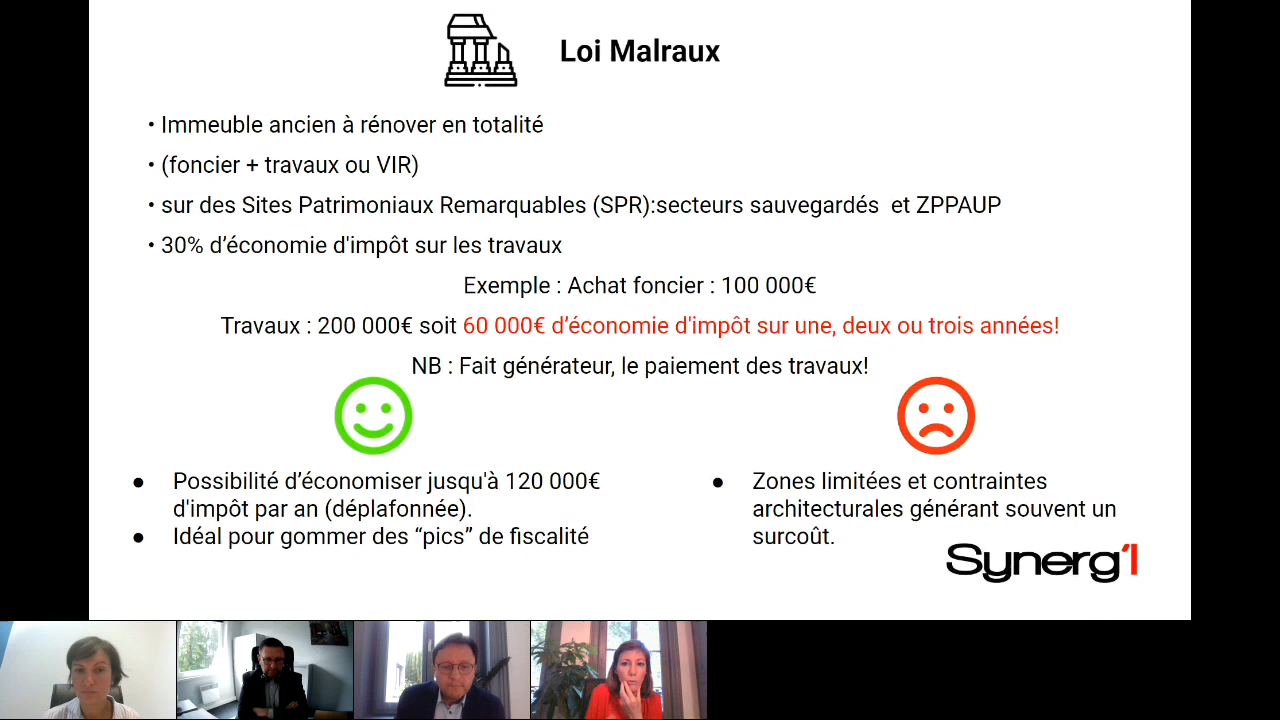 Loi Malraux
• Immeuble ancien à rénover en totalité
• (foncier + travaux ou VIR)
• sur des Sites Patrimoniaux Remarquables (SPR):secteurs sauvegardés et ZPPAUP
• 30% d’économie d'impôt sur les travaux
Exemple : Achat foncier : 100 000€
Travaux : 200 000€ soit 60 000€ d’économie d'impôt sur une, deux ou trois années!
NB : Fait générateur, le paiement des travaux!
● Possibilité d’économiser jusqu'à 120 000€
d'impôt par an (déplafonnée).
● Idéal pour gommer des “pics” de fiscalité
● Zones limitées et contraintes
architecturales générant souvent un
surcoût.
Synerg'1